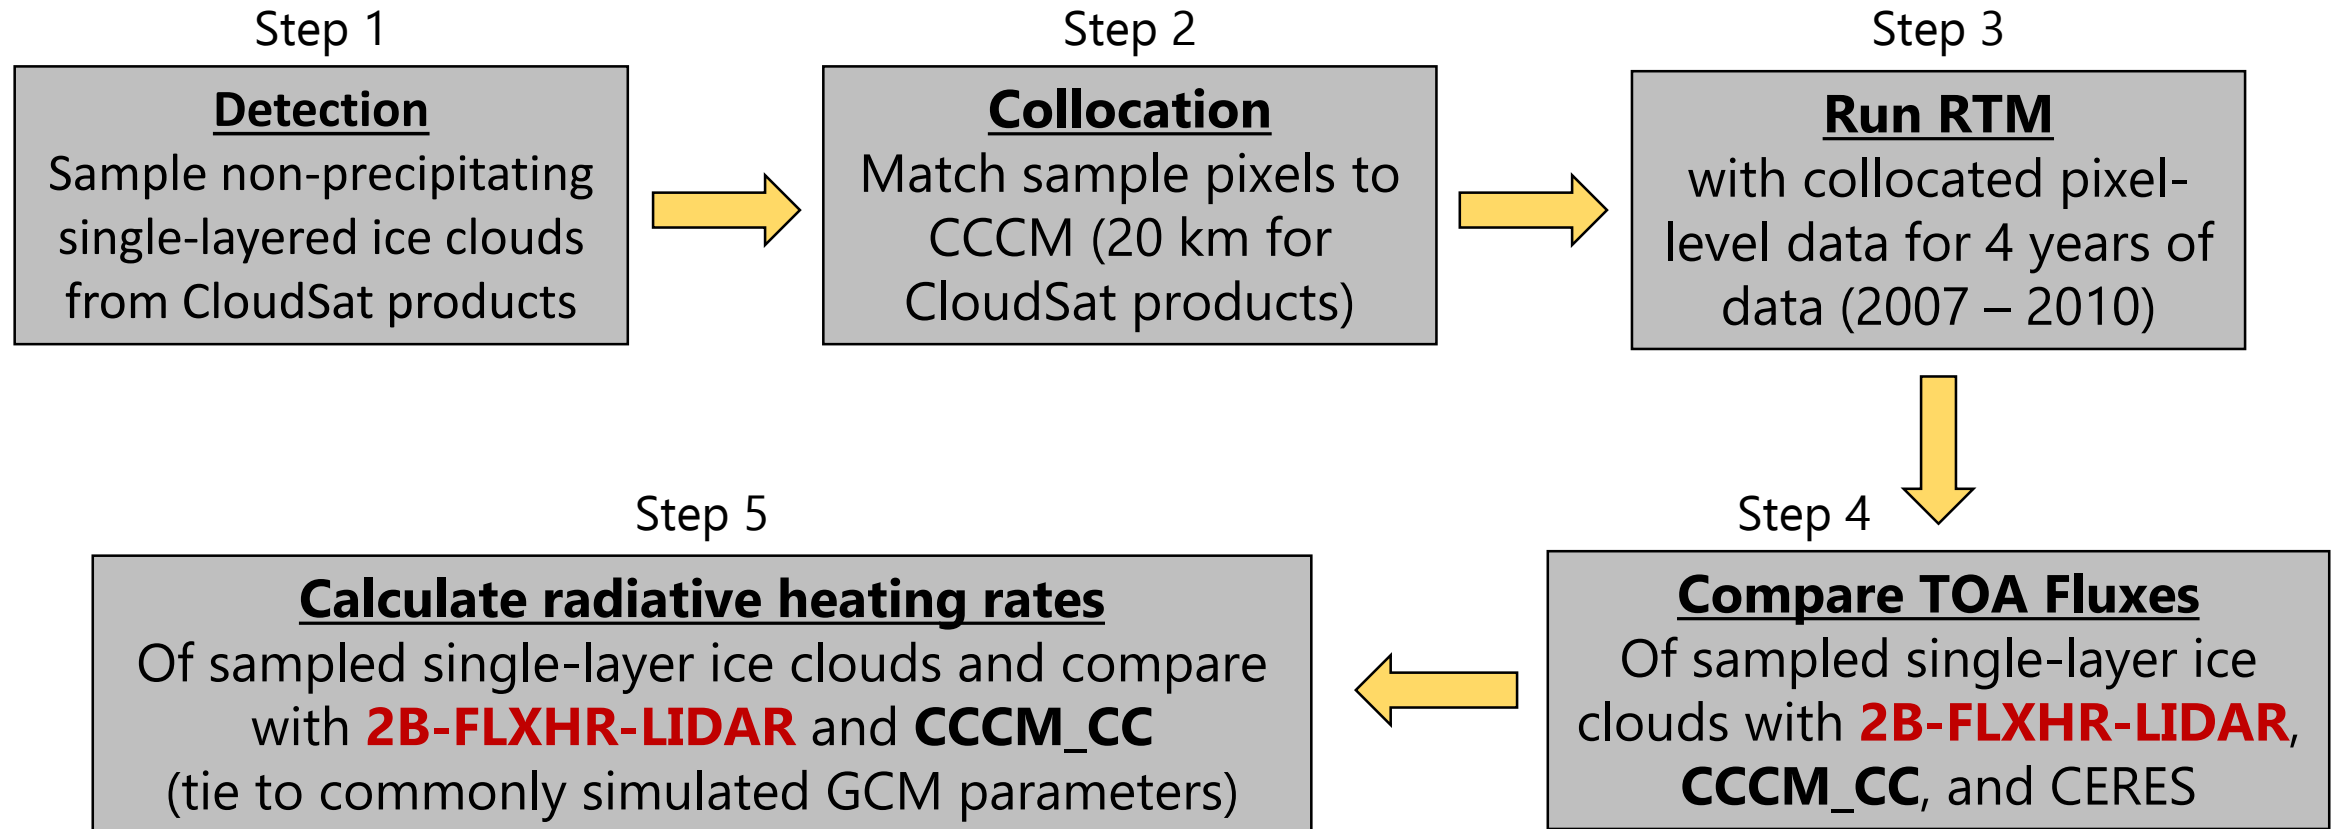 Step 1
Detection
Sample non-precipitating
single-layered ice clouds
from CloudSat products
Step 2
Collocation
Match sample pixels to
CCCM (20 km for
CloudSat products)
Step 3
Run RTM
with collocated pixel-
level data for 4 years of
data (2007 – 2010)
Step 4
Compare TOA Fluxes
Of sampled single-layer ice
clouds with 2B-FLXHR-LIDAR,
CCCM_CC, and CERES
Step 5
Calculate radiative heating rates
Of sampled single-layer ice clouds and compare
with 2B-FLXHR-LIDAR and CCCM_CC
(tie to commonly simulated GCM parameters)